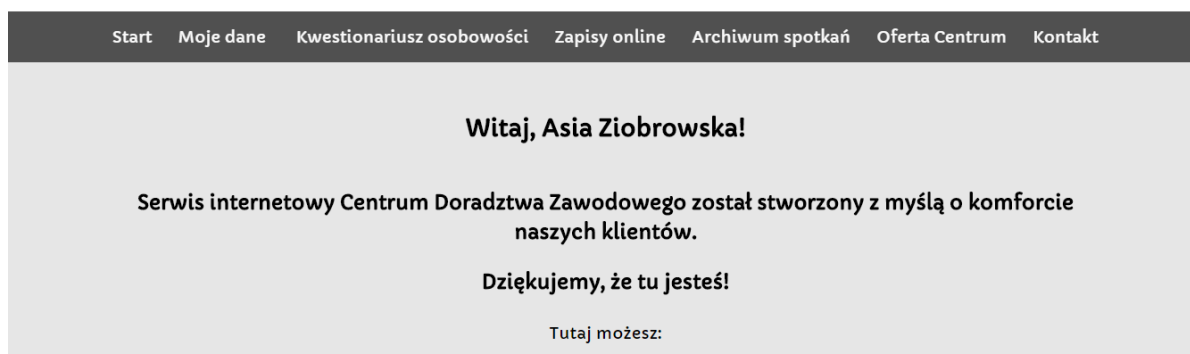 Start Moje dane Kwestionariusz osobowości Zapisy online Archiwum spotkań Oferta Centrum Kontakt
Witaj, Asia Ziobrowska!
Serwis internetowy Centrum Doradztwa Zawodowego został stworzony z myślą o komforcie
naszych klientów.
Dziękujemy, że tu jesteś!
Tutaj możesz: